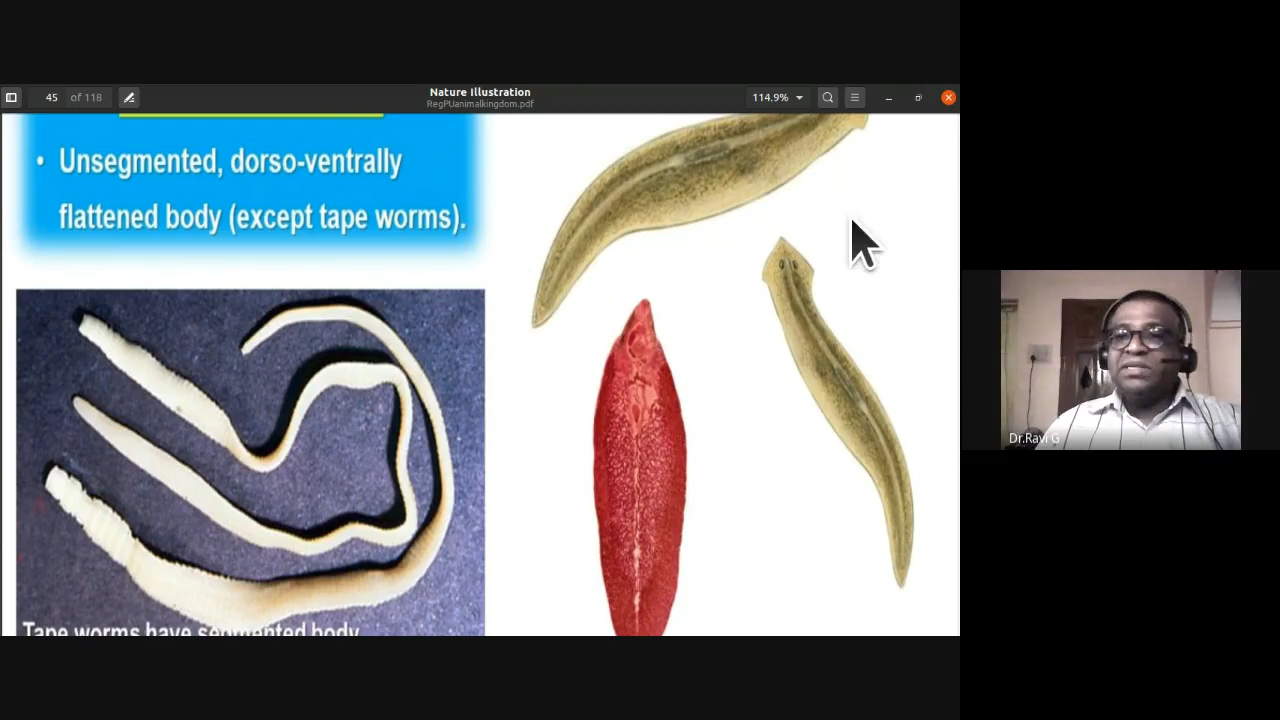 45 of 118
Nature Illustration
RegPUanimalkingdom.pdf
114.9%
• Unsegmented, dorso-ventrally
flattened body (except tape worms).
Tape worms have segmented body
Dr.Ravi G